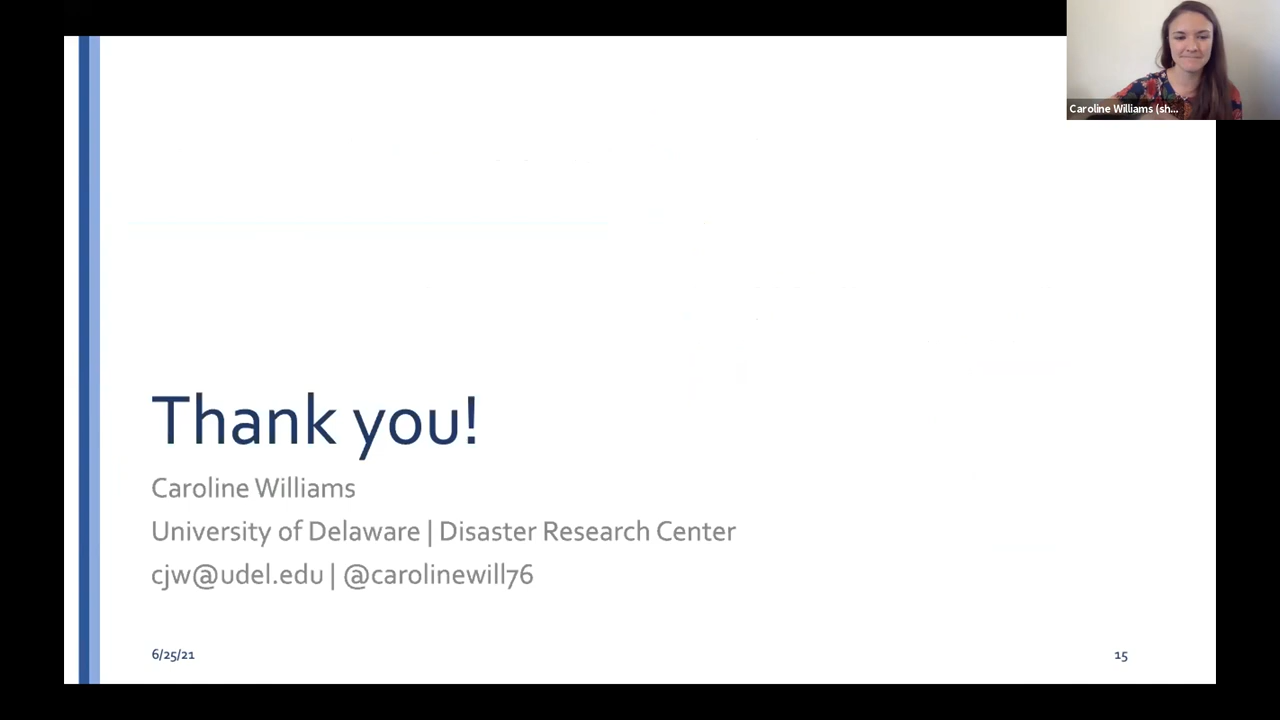 Caroline Williams (sh...
Thank you!
Caroline Williams
University of Delaware | Disaster Research Center
cjw@udel.edu | @carolinewill76
6/25/21
15